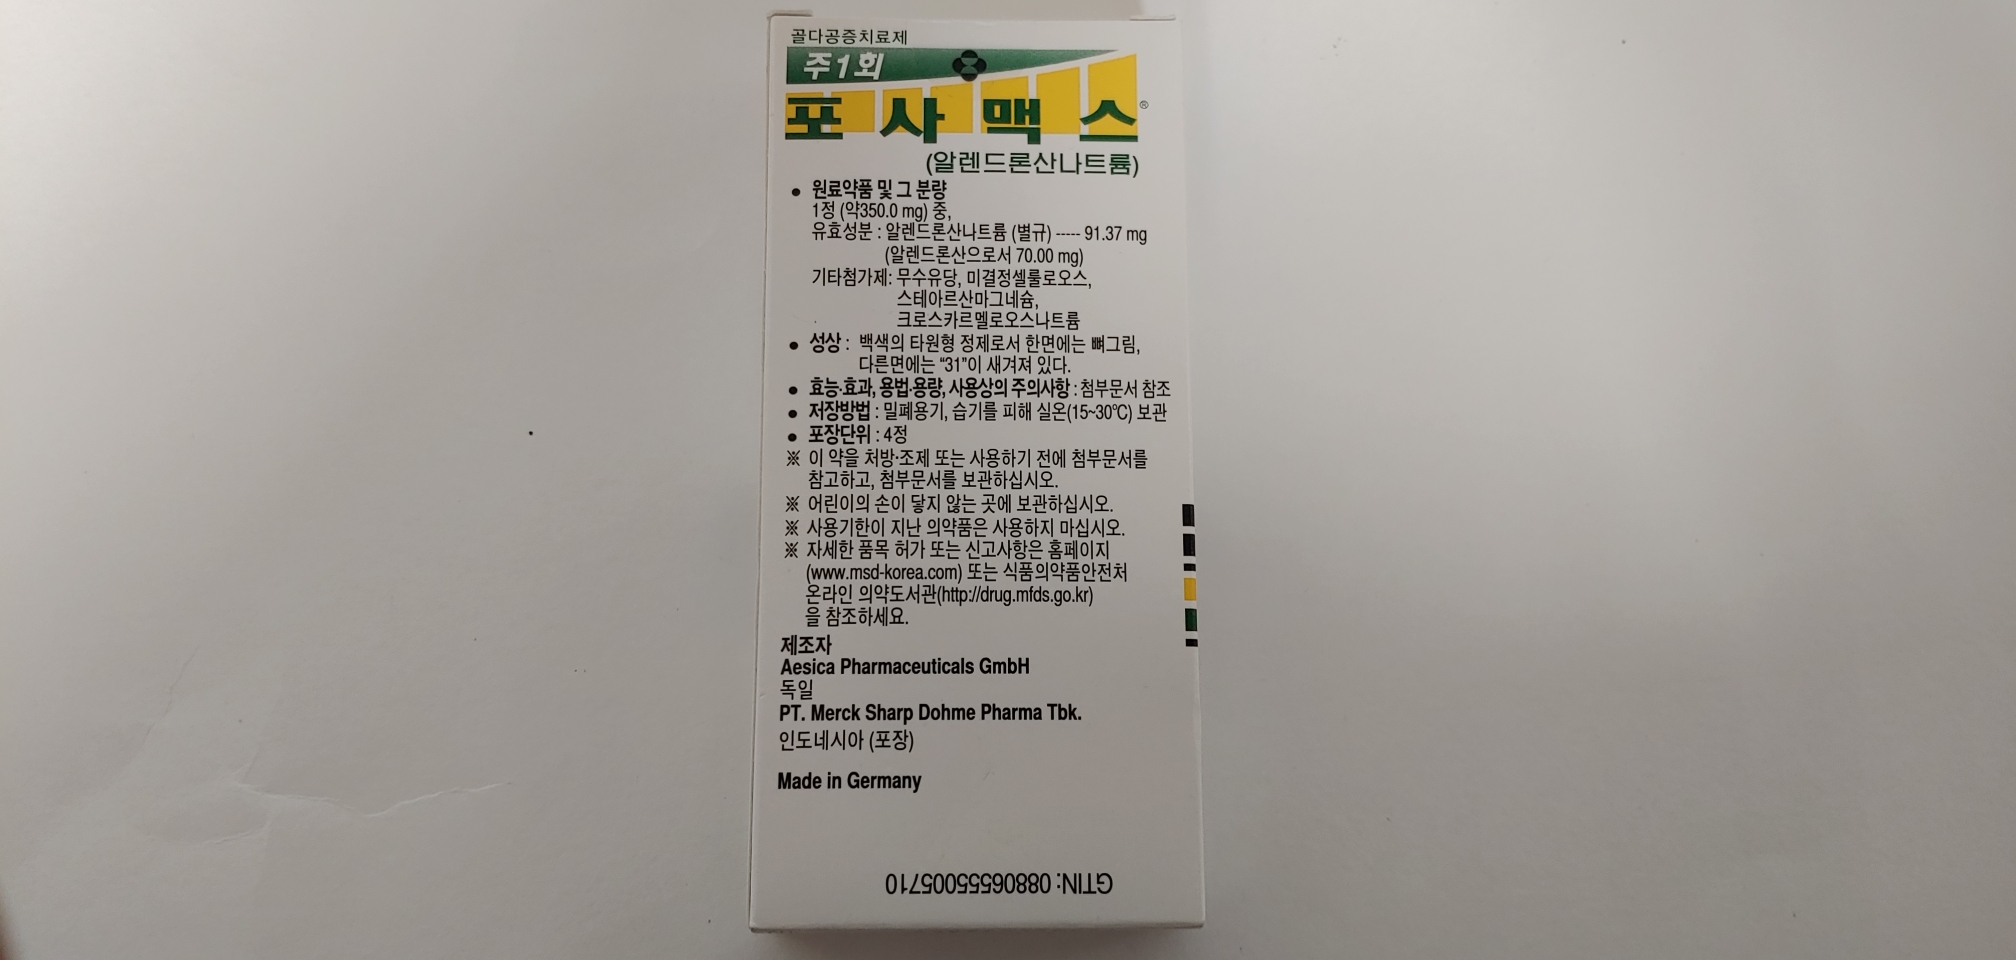 골다공증치료제
주1회
포사맥스®
(알렌드론산나트륨)
● 원료약품 및 그 분량
1정 (약350.0 mg) 중,
유효성분 : 알렌드론산나트륨 (별규) ----- 91.37 mg
(알렌드론산으로서 70.00 mg)
기타첨가제: 무수유당, 미결정셀룰로오스,
스테아르산마그네슘,
크로스카르멜로오스나트륨
● 성상 : 백색의 타원형 정제로서 한면에는 뼈그림,
다른면에는 “31”이 새겨져 있다.
● 효능·효과, 용법·용량, 사용상의 주의사항 : 첨부문서 참조
● 저장방법 : 밀폐용기, 습기를 피해 실온(15~30℃) 보관
● 포장단위 : 4정
※ 이 약을 처방·조제 또는 사용하기 전에 첨부문서를
참고하고, 첨부문서를 보관하십시오.
※ 어린이의 손이 닿지 않는 곳에 보관하십시오.
※ 사용기한이 지난 의약품은 사용하지 마십시오.
※ 자세한 품목 허가 또는 신고사항은 홈페이지
(www.msd-korea.com) 또는 식품의약품안전처
온라인 의약도서관(http://drug.mfds.go.kr)
을 참조하세요.
제조자
Aesica Pharmaceuticals GmbH
독일
PT. Merck Sharp Dohme Pharma Tbk.
인도네시아 (포장)
Made in Germany
GTIN: 08806555005710